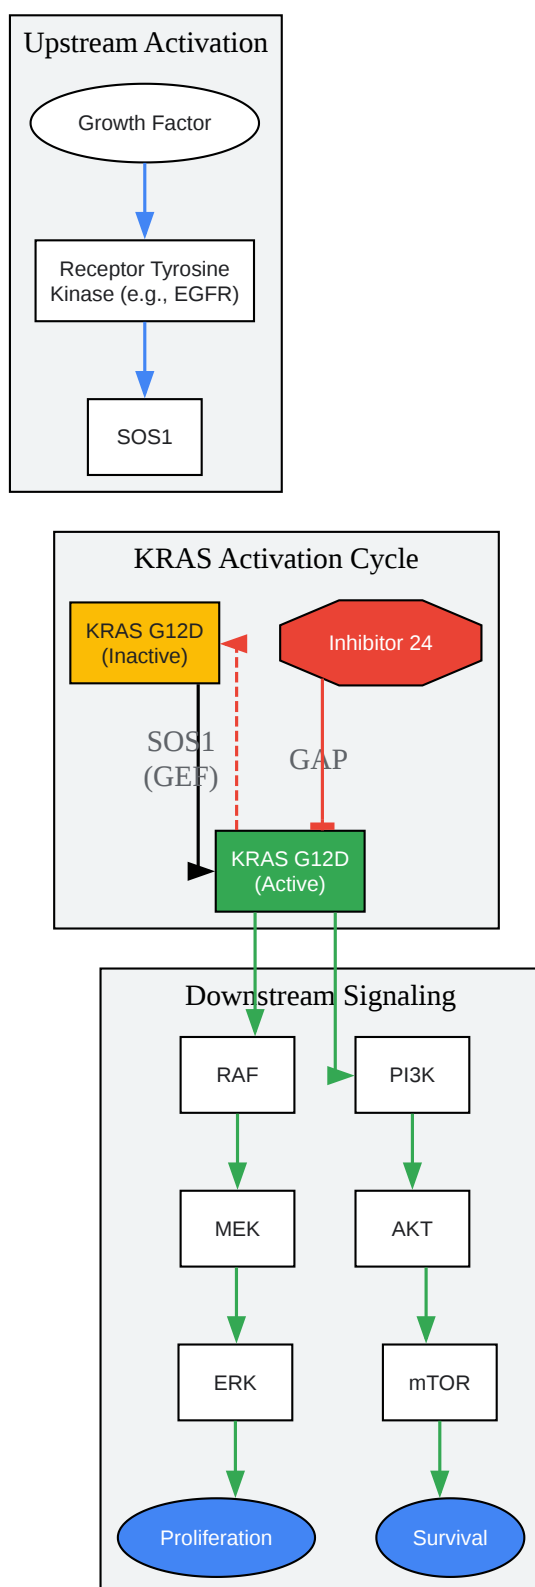 Upstream Activation
Growth Factor
Receptor Tyrosine
Kinase (e.g., EGFR)
SOS1
KRAS Activation Cycle
KRAS G12D
(Inactive)
Inhibitor 24
SOS1
(GEF)
GAP
KRAS G12D
(Active)
Downstream Signaling
RAF
PI3K
MEK
AKT
ERK
mTOR
Proliferation
Survival